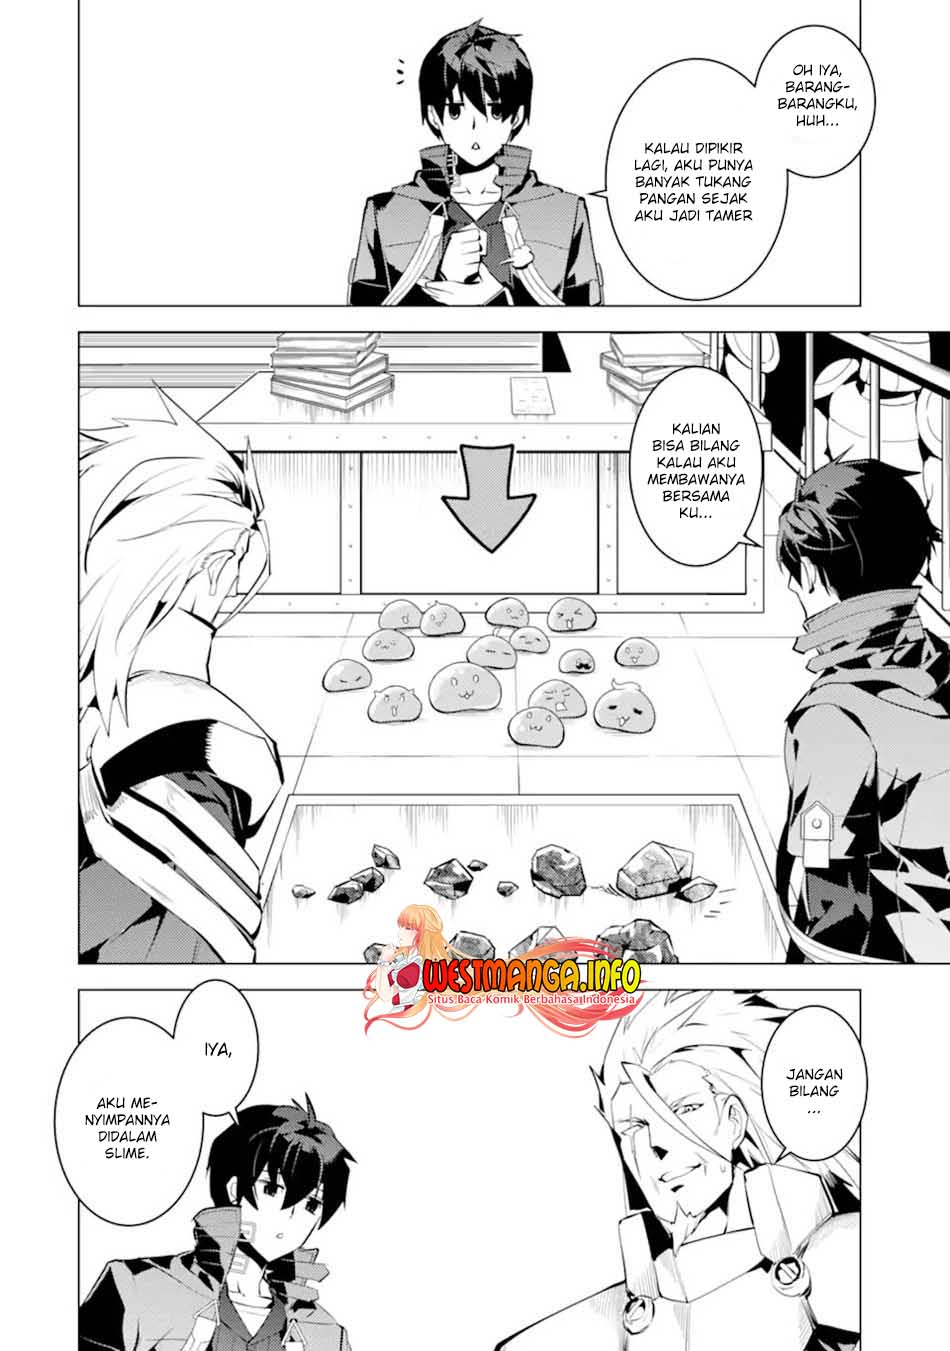 OH IYA,
BARANG-
BARANGKU,
HUH...
KALAU DIPIKIR
LAGI, AKU PUNYA
BANYAK TUKANG
PANGAN SEJAK
AKU JADI TAMER
KALIAN
BISA BILANG
KALAU AKU
MEMBAWANYA
BERSAMA
KU...
WESTMANGA.INFO
Situs Baca Komik Berbahasa Indonesia
IYA,
AKU ME-
NYIMPANNYA
DIDALAM
SLIME.
JANGAN
BILANG
...